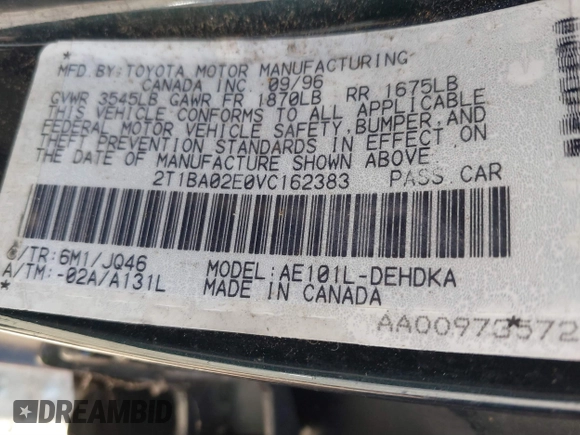 *
MFD.BY:TOYOTA MOTOR MANUFACTURING
CANADA INC. 09/96
GVWR 3545LB GAWR FR 1870LB RR 1675LB
THIS VEHICLE CONFORMS TO ALL APPLICABLE
FEDERAL MOTOR VEHICLE SAFETY,BUMPER,AND
THEFT PREVENTION STANDARDS IN EFFECT ON
THE DATE OF MANUFACTURE SHOWN ABOVE.
2T1BA02E0VC162383 PASS CAR
C/TR:6M1/JQ46 MODEL:AE101L-DEHDKA
A/TM:-02A/A131L MADE IN CANADA
*
*
AA00973572
DREAMBID